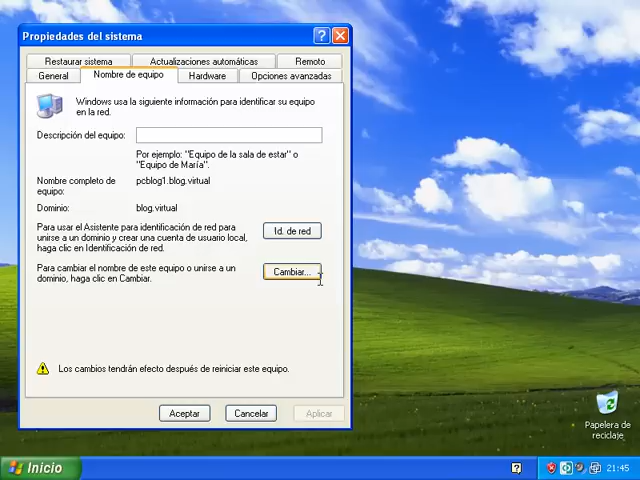 Propiedades del sistema
Restaurar sistema
Actualizaciones automáticas
Remoto
General
Nombre de equipo
Hardware
Opciones avanzadas
Windows usa la siguiente información para identificar su equipo
en la red.
Descripción del equipo:
Por ejemplo: "Equipo de la sala de estar" o
"Equipo de María".
Nombre completo de
equipo:
pcblog1.blog.virtual
Dominio:
blog.virtual
Para usar el Asistente para identificación de red para
unirse a un dominio y crear una cuenta de usuario local,
haga clic en Identificación de red.
Id. de red
Para cambiar el nombre de este equipo o unirse a un
dominio, haga clic en Cambiar.
Cambiar...
Los cambios tendrán efecto después de reiniciar este equipo.
Aceptar
Cancelar
Aplicar
Papelera de
reciclaje
Inicio
21:45